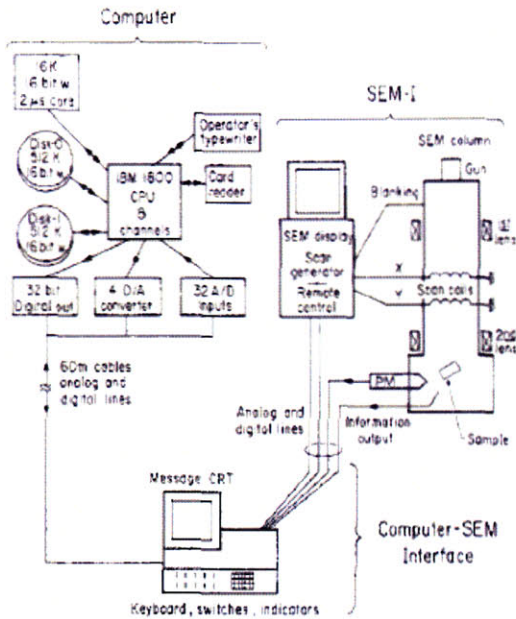 Computer
16K
16 bit w
2 μs core
Disk-0
512 K
16 bit w
Disk-1
512 K
16 bit w
IBM 1800
CPU
8
channels
Operator's
typewriter
Card
reader
32 bit
Digital out
4 D/A
converter
32 A/D
inputs
60m cables
analog and
digital lines
SEM-I
SEM column
Gun
Blanking
SEM display
Scan
generator
Remote
control
X
Y
Scan coils
1st
lens
2nd
lens
PM
Analog and
digital lines
Information
output
Sample
Message CRT
Computer-SEM
Interface
Keyboard, switches, indicators